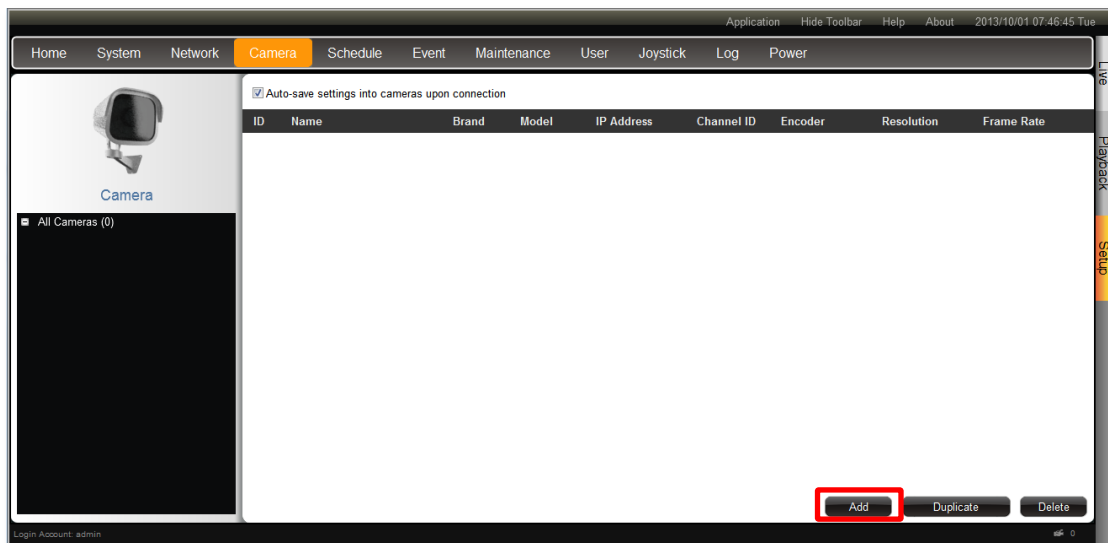 Application Hide Toolbar Help About 2013/10/01 07:46:45 Tue
Home System Network Camera Schedule Event Maintenance User Joystick Log Power
Live
Playback
Setup
Camera
All Cameras (0)
Auto-save settings into cameras upon connection
ID Name Brand Model IP Address Channel ID Encoder Resolution Frame Rate
Add Duplicate Delete
Login Account: admin 0